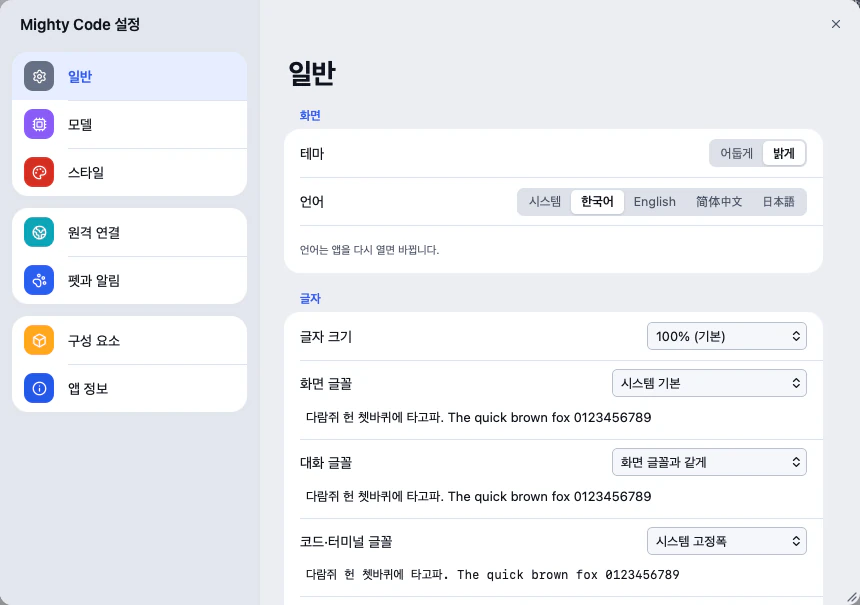 Mighty Code 설정
일반
모델
스타일
원격 연결
펫과 알림
구성 요소
앱 정보
일반
화면
테마 어둡게 밝게
언어 시스템 한국어 English 简体中文 日本語
언어는 앱을 다시 열면 바뀝니다.
글자
글자 크기 100% (기본)
화면 글꼴 시스템 기본
다람쥐 헌 쳇바퀴에 타고파. The quick brown fox 0123456789
대화 글꼴 화면 글꼴과 같게
다람쥐 헌 쳇바퀴에 타고파. The quick brown fox 0123456789
코드·터미널 글꼴 시스템 고정폭
다람쥐 헌 쳇바퀴에 타고파. The quick brown fox 0123456789